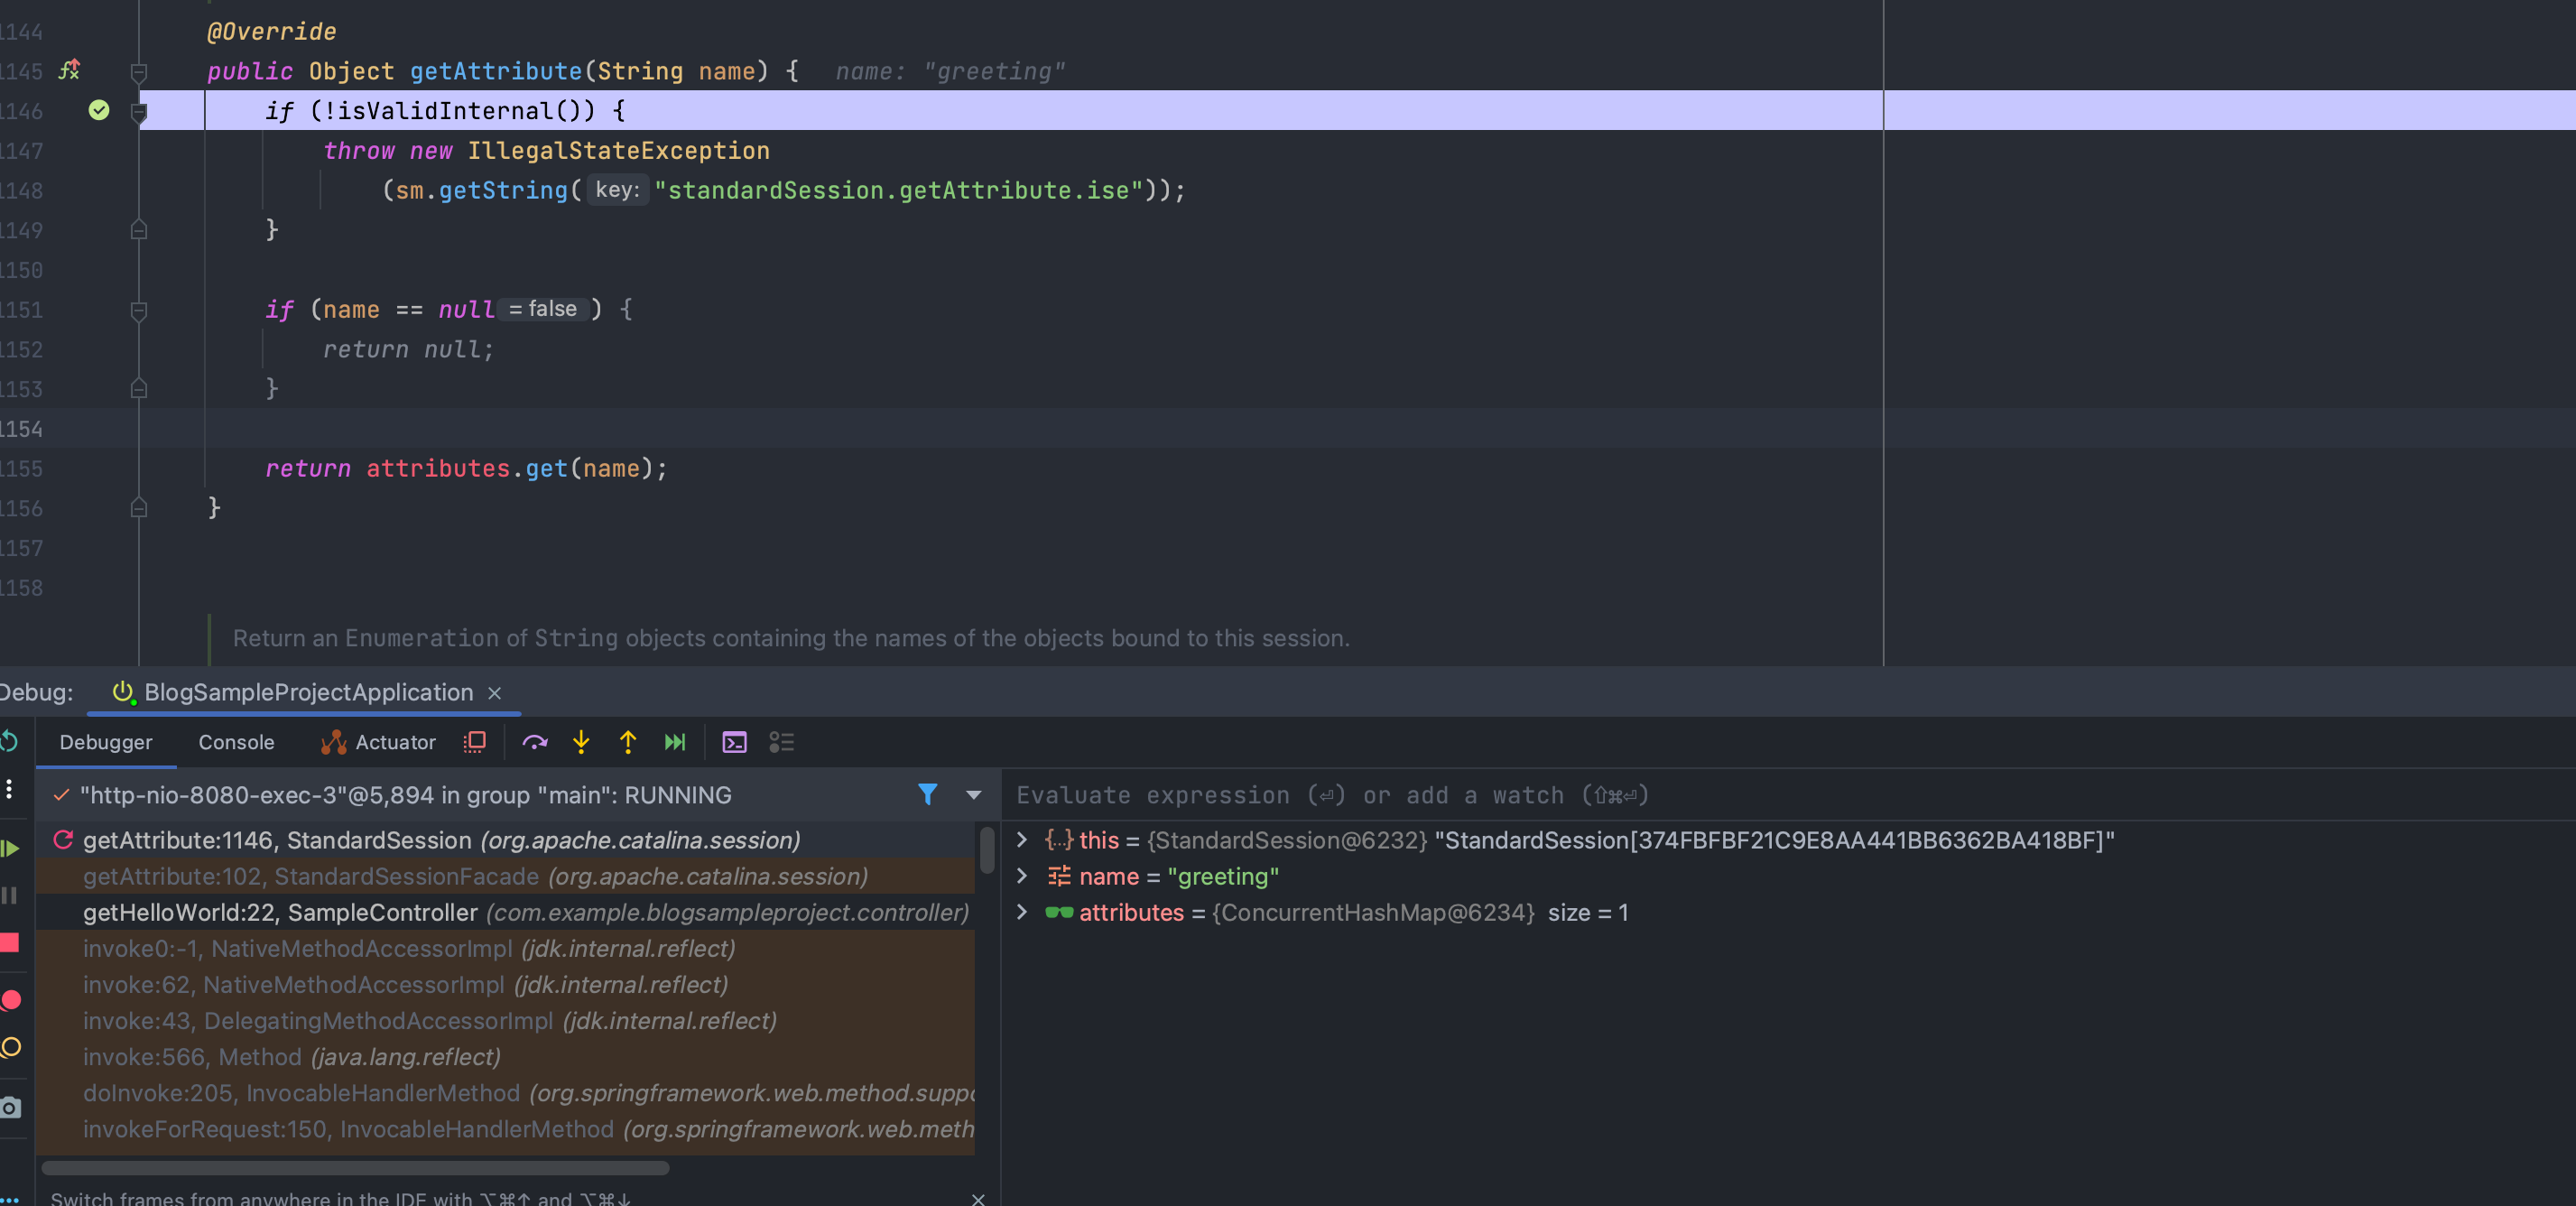 1144 @Override
1145 public Object getAttribute(String name) { name: "greeting"
1146 if (!isValidInternal()) {
1147 throw new IllegalStateException
1148 (sm.getString( key: "standardSession.getAttribute.ise"));
1149 }
1150
1151 if (name == null = false ) {
1152 return null;
1153 }
1154
1155 return attributes.get(name);
1156 }
1157
1158
Return an Enumeration of String objects containing the names of the objects bound to this session.
Debug: BlogSampleProjectApplication
Debugger Console Actuator
"http-nio-8080-exec-3"@5,894 in group "main": RUNNING
Evaluate expression (⏎) or add a watch (⇧⌘⏎)
getAttribute:1146, StandardSession (org.apache.catalina.session)
getAttribute:102, StandardSessionFacade (org.apache.catalina.session)
getHelloWorld:22, SampleController (com.example.blogsampleproject.controller)
invoke0:-1, NativeMethodAccessorImpl (jdk.internal.reflect)
invoke:62, NativeMethodAccessorImpl (jdk.internal.reflect)
invoke:43, DelegatingMethodAccessorImpl (jdk.internal.reflect)
invoke:566, Method (java.lang.reflect)
doInvoke:205, InvocableHandlerMethod (org.springframework.web.method.suppo
invokeForRequest:150, InvocableHandlerMethod (org.springframework.web.meth
this = {StandardSession@6232} "StandardSession[374FBFBF21C9E8AA441BB6362BA418BF]"
name = "greeting"
attributes = {ConcurrentHashMap@6234} size = 1
Switch frames from anywhere in the IDE with ⌥⌘↑ and ⌥⌘↓